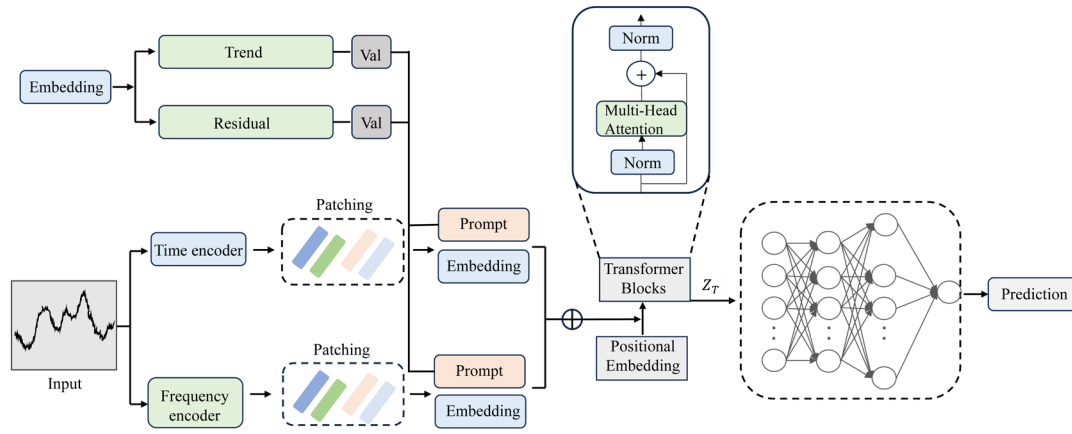 Norm
+
Multi-Head
Attention
Norm
Trend
Val
Embedding
Residual
Val
Patching
Prompt
Time encoder
Embedding
Transformer
Blocks
Z_T
Prediction
Input
Patching
Positional
Embedding
Prompt
Frequency
encoder
Embedding